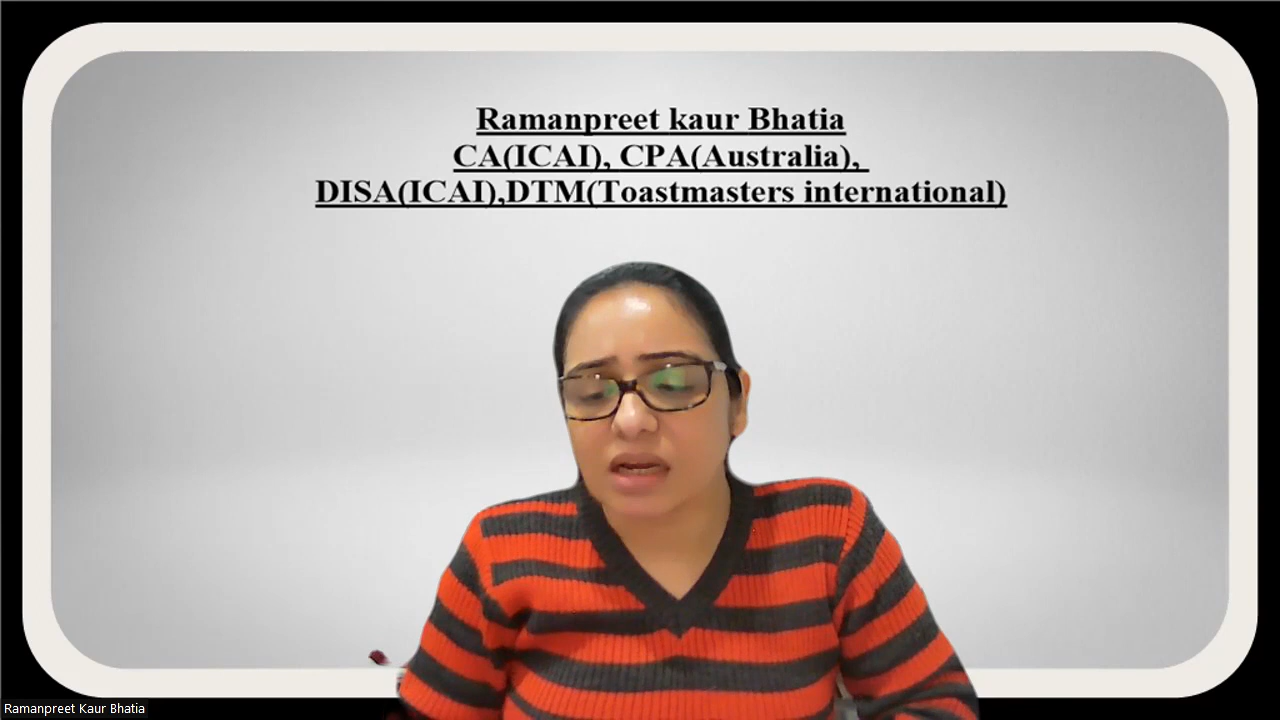 Ramanpreet kaur Bhatia
CA(ICAI), CPA(Australia),
DISA(ICAI),DTM(Toastmasters international)
Ramanpreet Kaur Bhatia